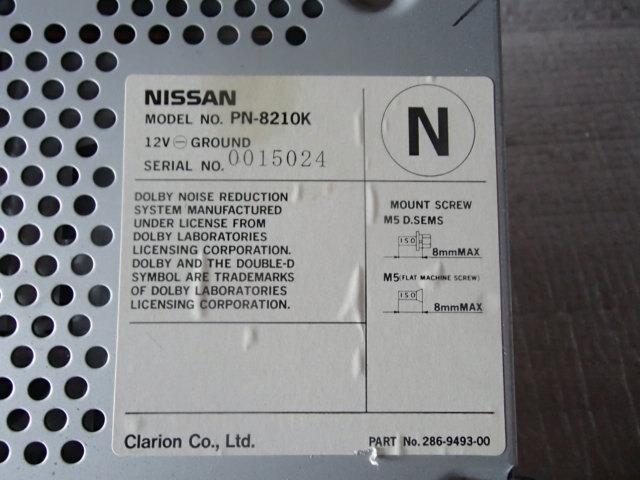 NISSAN
MODEL NO. PN-8210K
12V ⊖ GROUND
SERIAL NO. 0015024
N
DOLBY NOISE REDUCTION
SYSTEM MANUFACTURED
UNDER LICENSE FROM
DOLBY LABORATORIES
LICENSING CORPORATION.
DOLBY AND THE DOUBLE-D
SYMBOL ARE TRADEMARKS
OF DOLBY LABORATORIES
LICENSING CORPORATION.
MOUNT SCREW
M5 D.SEMS
ISO
8mmMAX
M5(FLAT MACHINE SCREW)
ISO
8mmMAX
Clarion Co., Ltd.
PART No. 286-9493-00